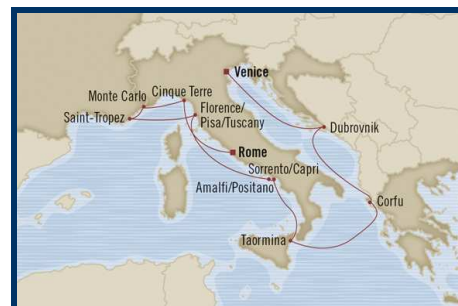 Venice
Monte Carlo
Cinque Terre
Saint-Tropez
Florence/
Pisa/Tuscany
Dubrovnik
Rome
Sorrento/Capri
Amalfi/Positano
Corfu
Taormina